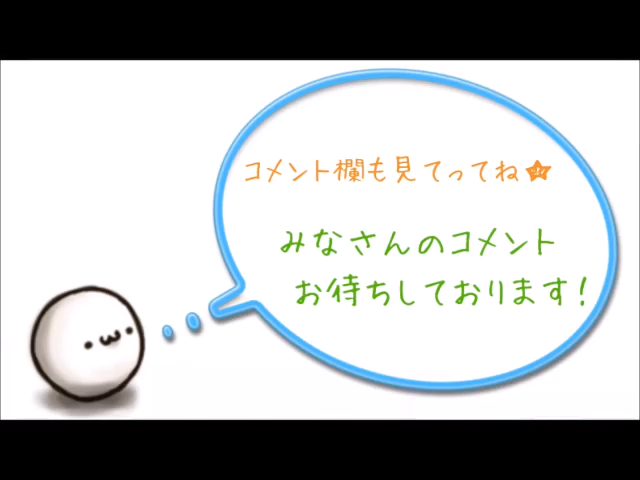 コメント欄も見てってね★
みなさんのコメント
お待ちしております!